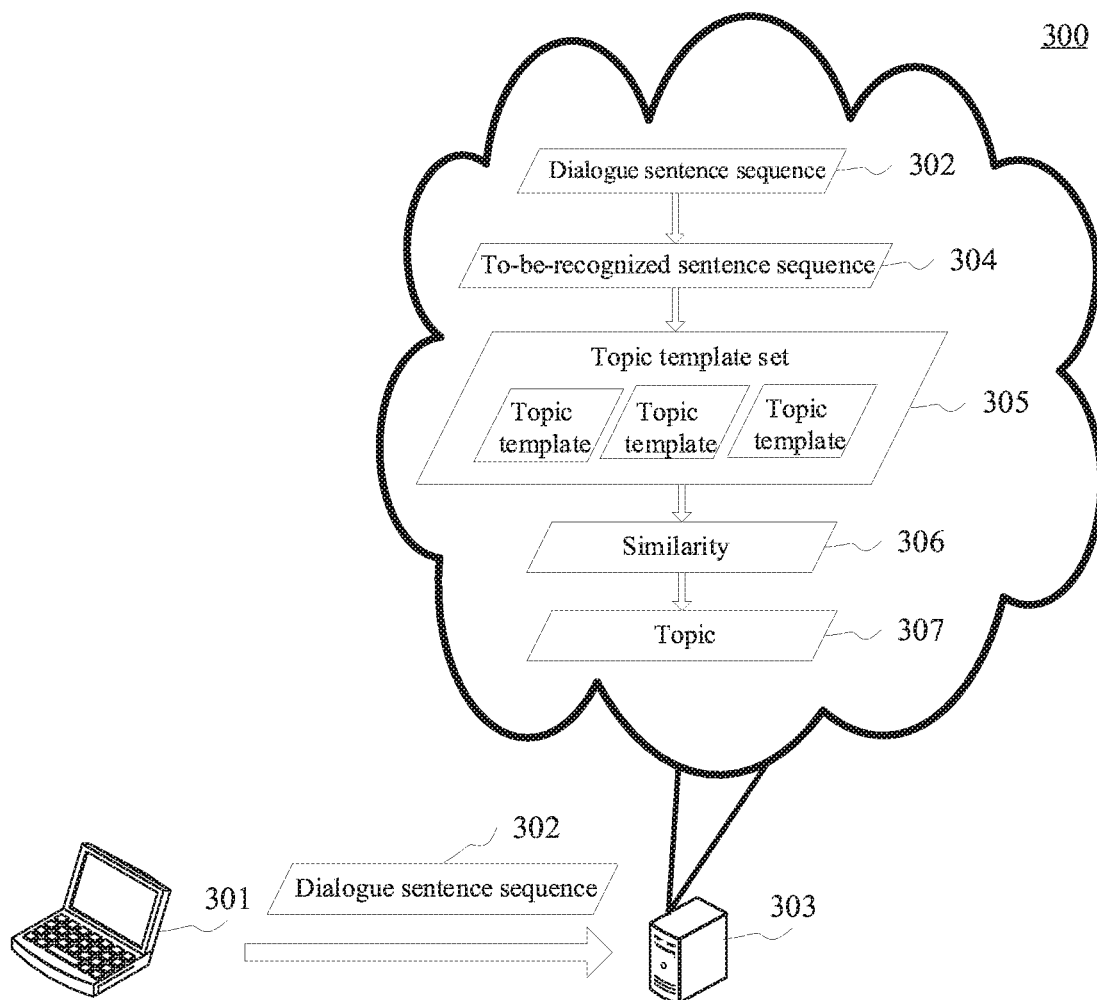 300
Dialogue sentence sequence 302
To-be-recognized sentence sequence 304
Topic template set
Topic Topic Topic
template template template
305
Similarity 306
Topic 307
302
Dialogue sentence sequence
301
303